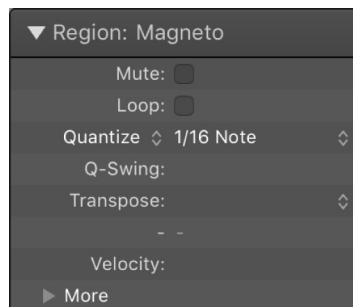 Region: Magneto
Mute:
Loop:
Quantize 1/16 Note
Q-Swing:
Transpose:
- -
Velocity:
More